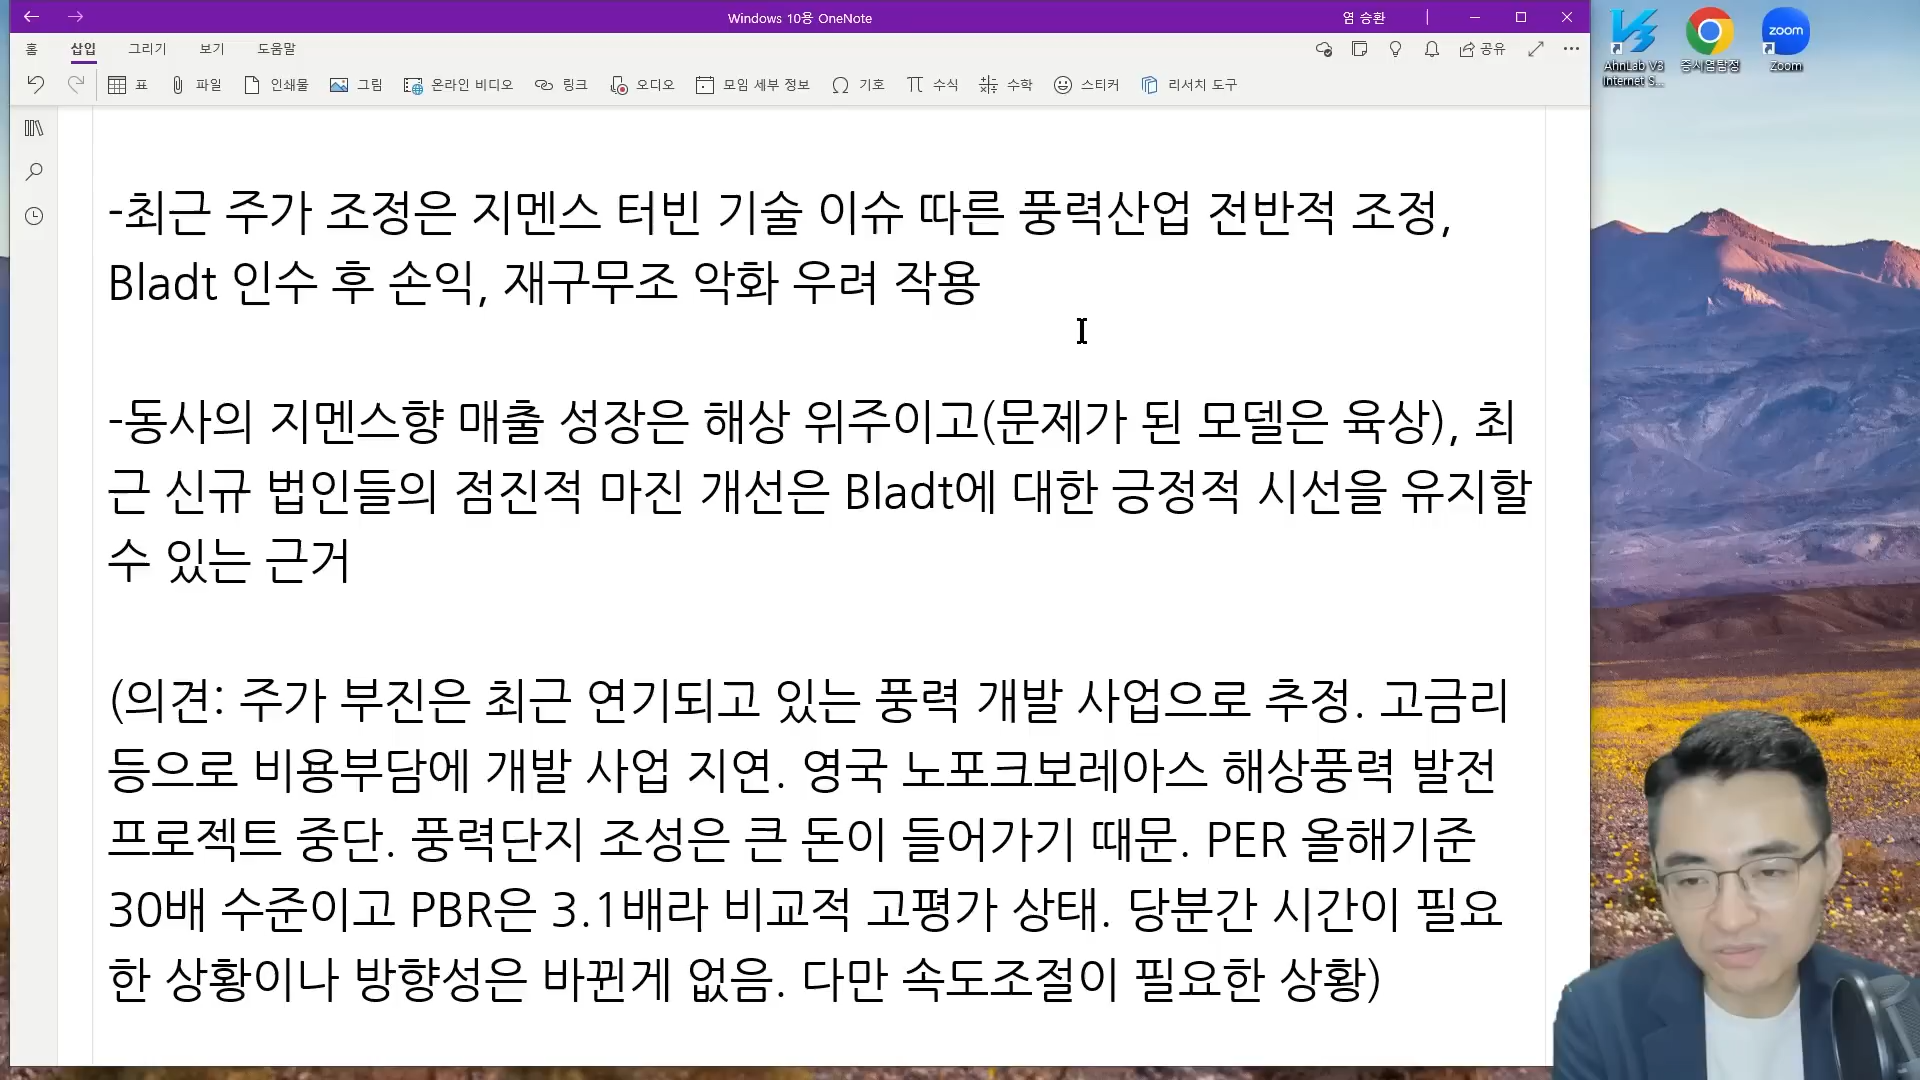 Windows 10용 OneNote
염 승환
홈 삽입 그리기 보기 도움말
공유
표 파일 인쇄물 그림 온라인 비디오 링크 오디오 모임 세부 정보 기호 수식 수학 스티커 리서치 도구
-최근 주가 조정은 지멘스 터빈 기술 이슈 따른 풍력산업 전반적 조정,
Bladt 인수 후 손익, 재구무조 악화 우려 작용
-동사의 지멘스향 매출 성장은 해상 위주이고(문제가 된 모델은 육상), 최
근 신규 법인들의 점진적 마진 개선은 Bladt에 대한 긍정적 시선을 유지할
수 있는 근거
(의견: 주가 부진은 최근 연기되고 있는 풍력 개발 사업으로 추정. 고금리
등으로 비용부담에 개발 사업 지연. 영국 노포크보레아스 해상풍력 발전
프로젝트 중단. 풍력단지 조성은 큰 돈이 들어가기 때문. PER 올해기준
30배 수준이고 PBR은 3.1배라 비교적 고평가 상태. 당분간 시간이 필요
한 상황이나 방향성은 바뀐게 없음. 다만 속도조절이 필요한 상황)
AhnLab V3
Internet S...
증시염탐정
zoom
Zoom